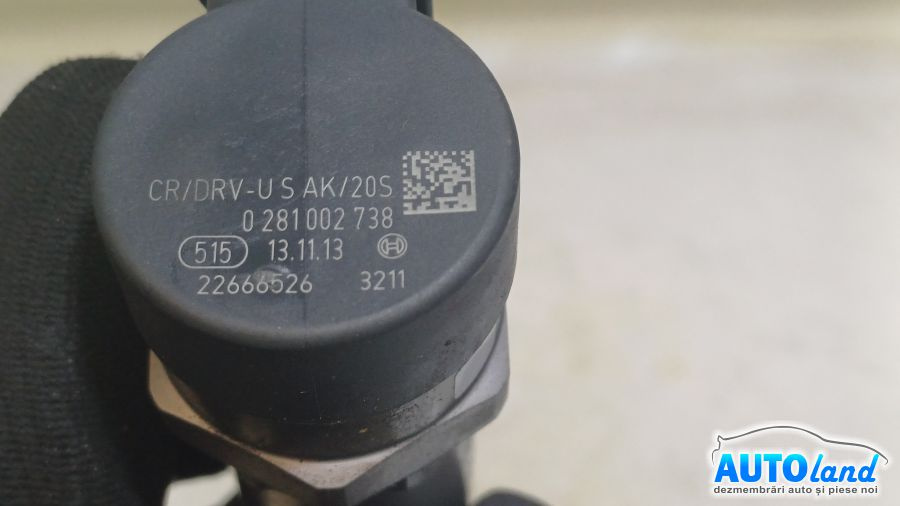 CR/DRV-U S AK/20S
0 281 002 738
515 13.11.13
22666526 3211
AUTOland
dezmembrări auto și piese noi